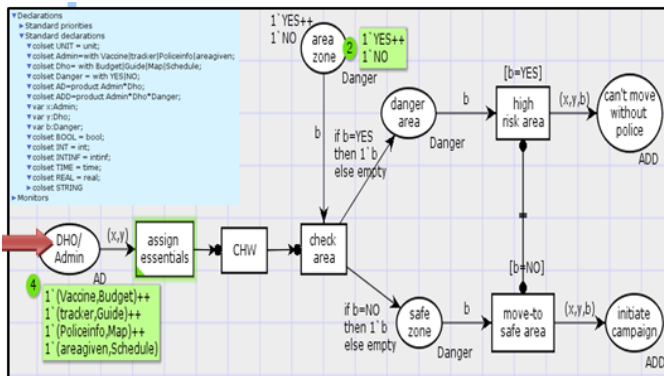 Declarations
Standard priorities
Standard declarations
colset UNIT = unit;
colset Admin=with Vaccine|tradker|Policeinfo|areagiven;
colset Dho= with Budget|Guide|Map|Schedule;
colset Danger = with YES|NO;
colset AD=product Admin*Dho;
colset ADD=product Admin*Dho*Danger;
var x:Admin;
var y:Dho;
var b:Danger;
colset BOOL = bool;
colset INT = int;
colset INTINF = intinf;
colset TIME = time;
colset REAL = real;
colset STRING
Monitors
1`YES++
1`NO
area
zone
2
1`YES++
1`NO
Danger
b
danger
area
Danger
b
[b=YES]
high
risk area
(x,y,b)
can't move
without
police
ADD
if b=YES
then 1`b
else empty
DHO/
Admin
AD
(x,y)
assign
essentials
CHW
check
area
4
1`(Vaccine,Budget)++
1`(tracker,Guide)++
1`(Policeinfo,Map)++
1`(areagiven,Schedule)
if b=NO
then 1`b
else empty
safe
zone
Danger
b
[b=NO]
move-to
safe area
(x,y,b)
initiate
campaign
ADD